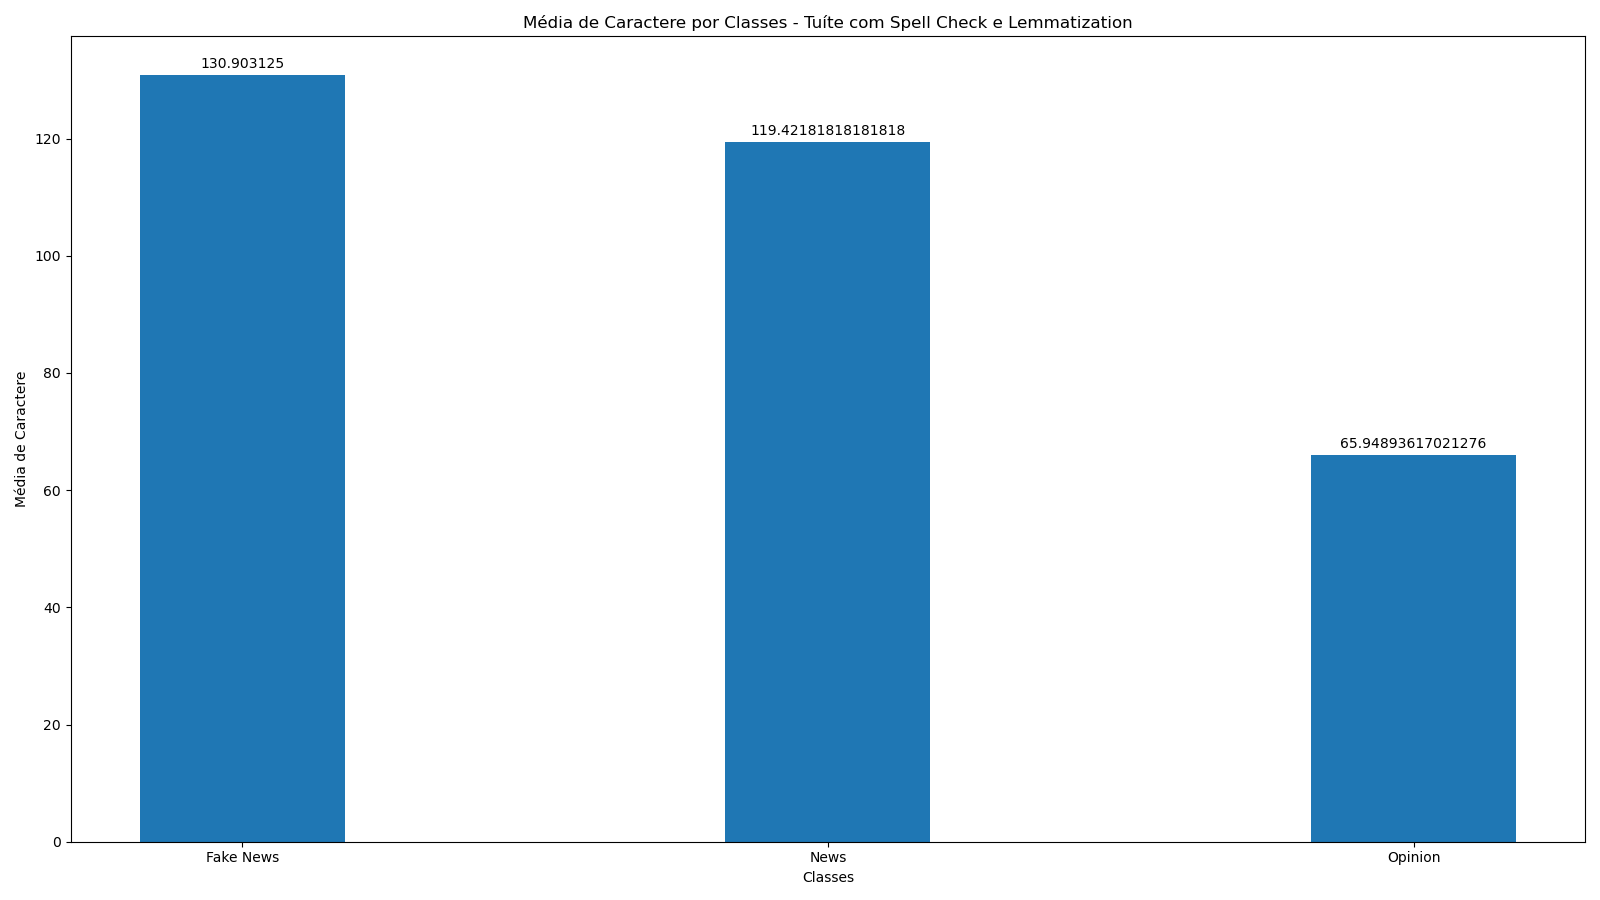 Média de Caractere por Classes - Tuíte com Spell Check e Lemmatization
130.903125
119.42181818181818
65.94893617021276
Média de Caractere
120
100
80
60
40
20
0
Fake News
News
Opinion
Classes